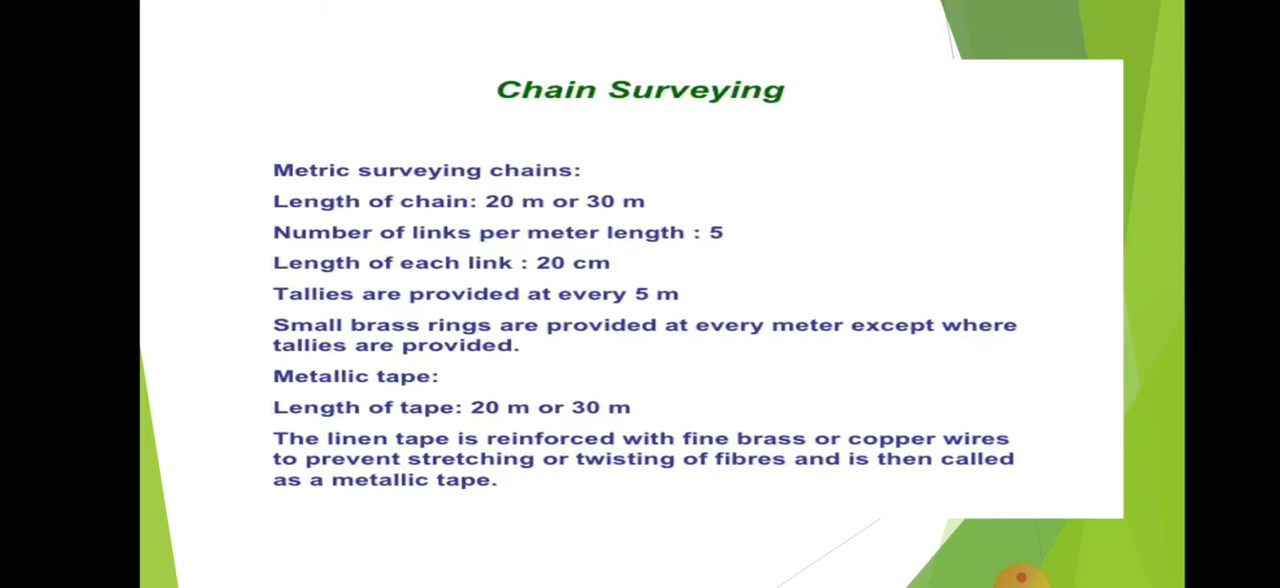 Chain Surveying
Metric surveying chains:
Length of chain: 20 m or 30 m
Number of links per meter length : 5
Length of each link : 20 cm
Tallies are provided at every 5 m
Small brass rings are provided at every meter except where
tallies are provided.
Metallic tape:
Length of tape: 20 m or 30 m
The linen tape is reinforced with fine brass or copper wires
to prevent stretching or twisting of fibres and is then called
as a metallic tape.